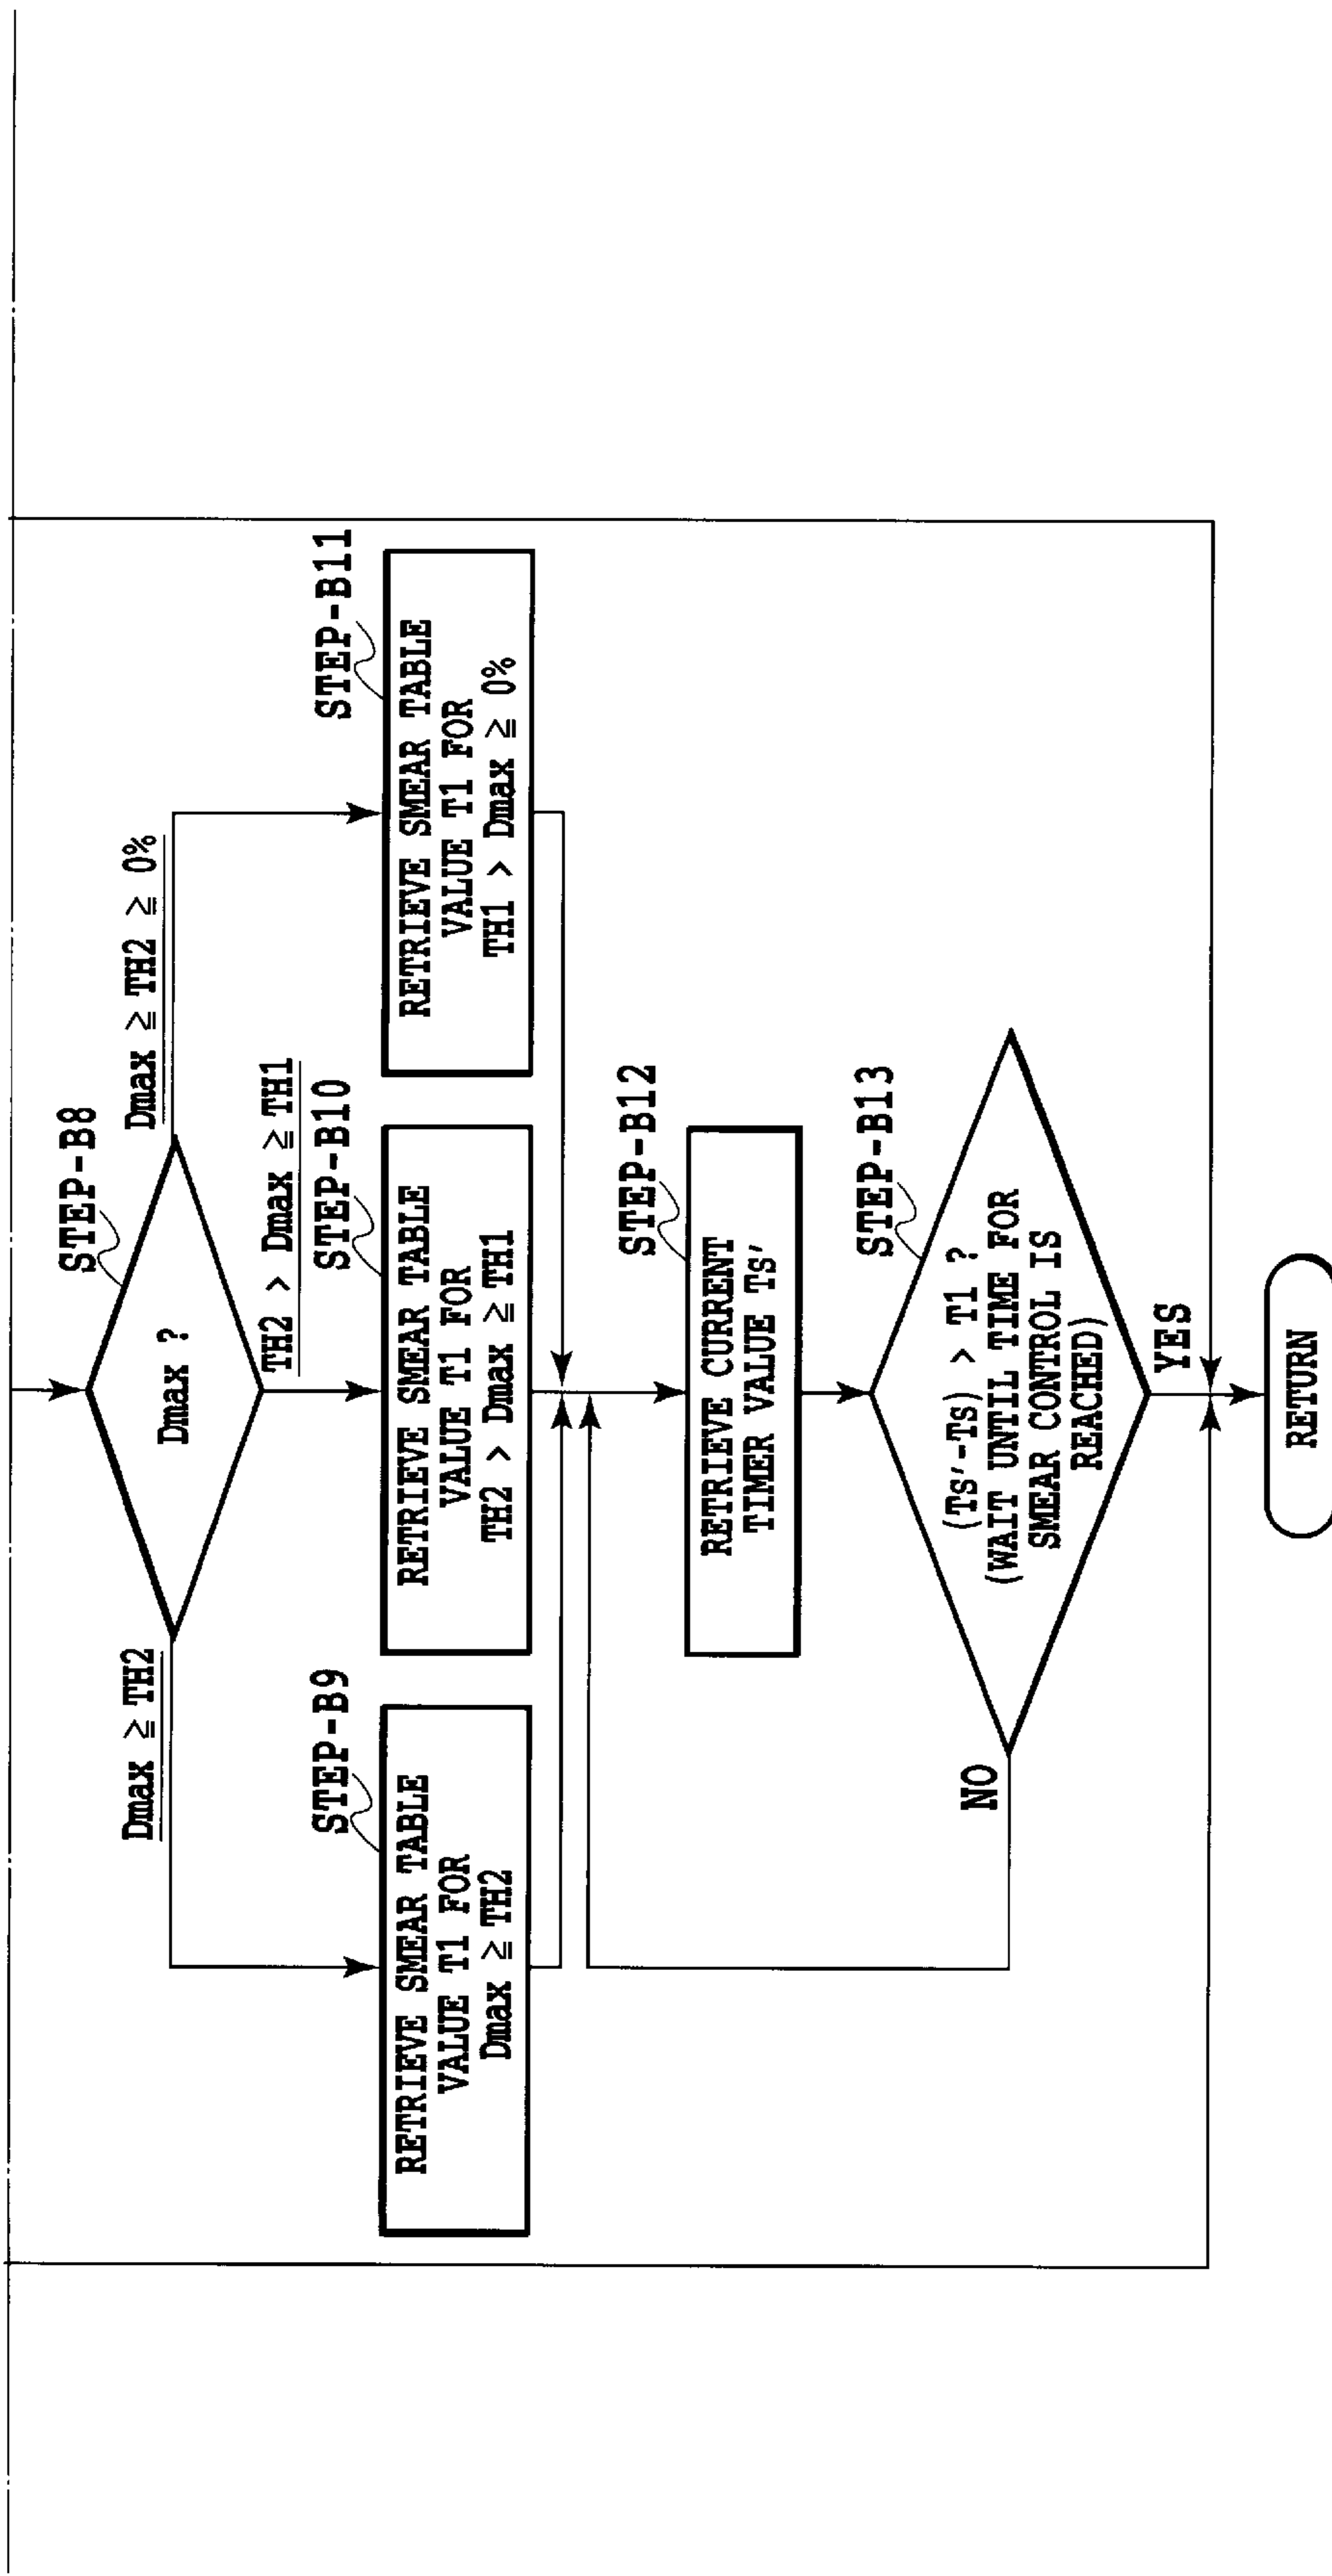 STEP-B8
Dmax ?
Dmax ≧ TH2
TH2 > Dmax ≧ TH1
Dmax ≧ TH2 ≧ 0%
STEP-B9
RETRIEVE SMEAR TABLE
VALUE T1 FOR
Dmax ≧ TH2
STEP-B10
RETRIEVE SMEAR TABLE
VALUE T1 FOR
TH2 > Dmax ≧ TH1
STEP-B11
RETRIEVE SMEAR TABLE
VALUE T1 FOR
TH1 > Dmax ≧ 0%
STEP-B12
RETRIEVE CURRENT
TIMER VALUE Ts'
STEP-B13
(Ts'-Ts) > T1 ?
(WAIT UNTIL TIME FOR
SMEAR CONTROL IS
REACHED)
NO
YES
RETURN